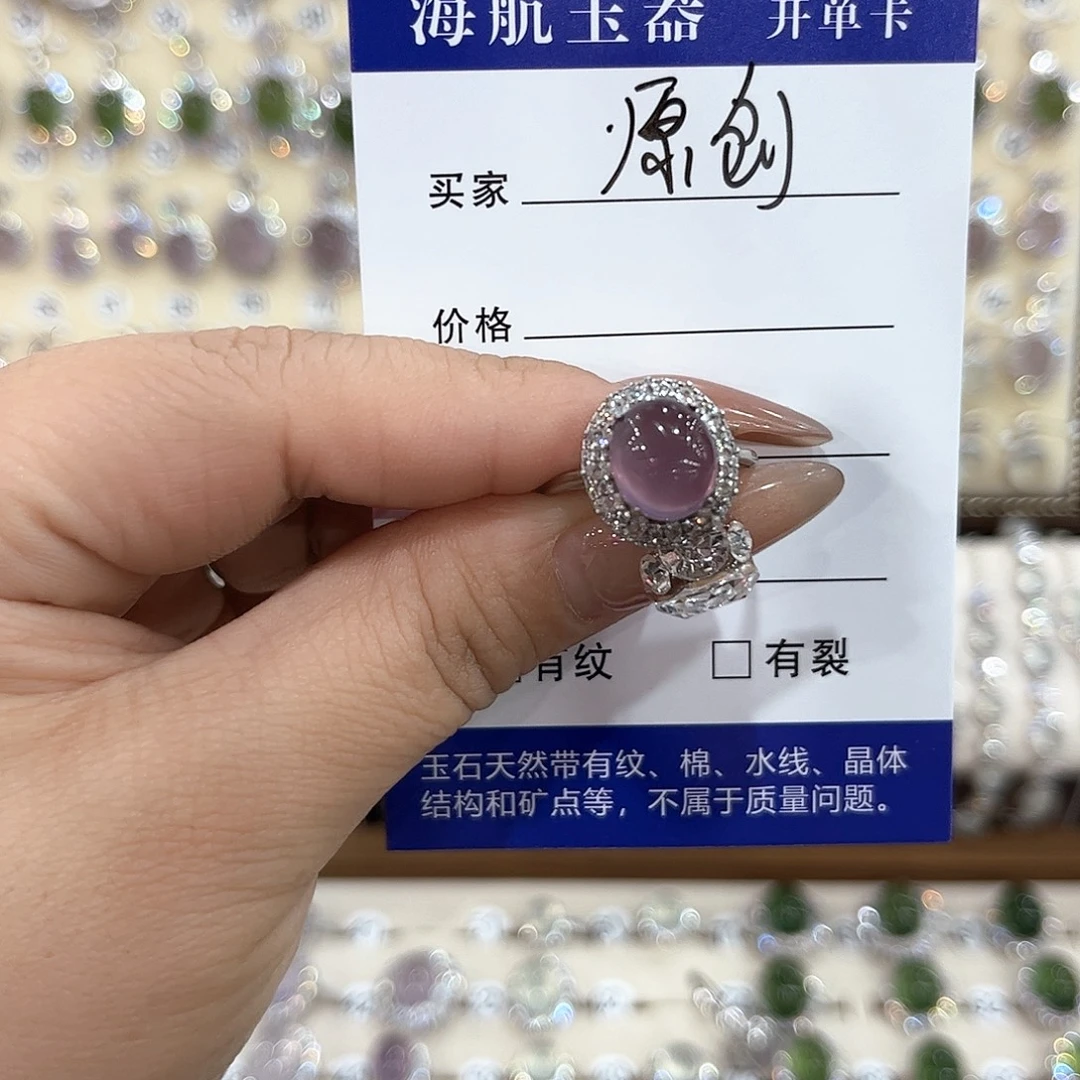 海航玉器 开单卡
买家 原创
价格
有纹 有裂
玉石天然带有纹、棉、水线、晶体
结构和矿点等，不属于质量问题。